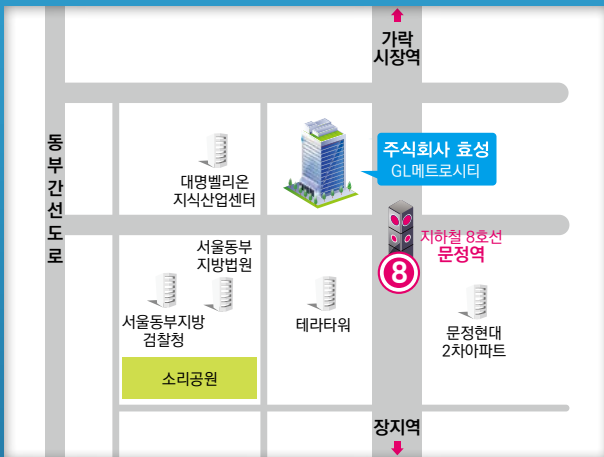 가락
시장역
동부간선도로
대명벨리온
지식산업센터
주식회사 효성
GL메트로시티
지하철 8호선
문정역
8
서울동부
지방법원
서울동부지방
검찰청
소리공원
테라타워
문정현대
2차아파트
장지역